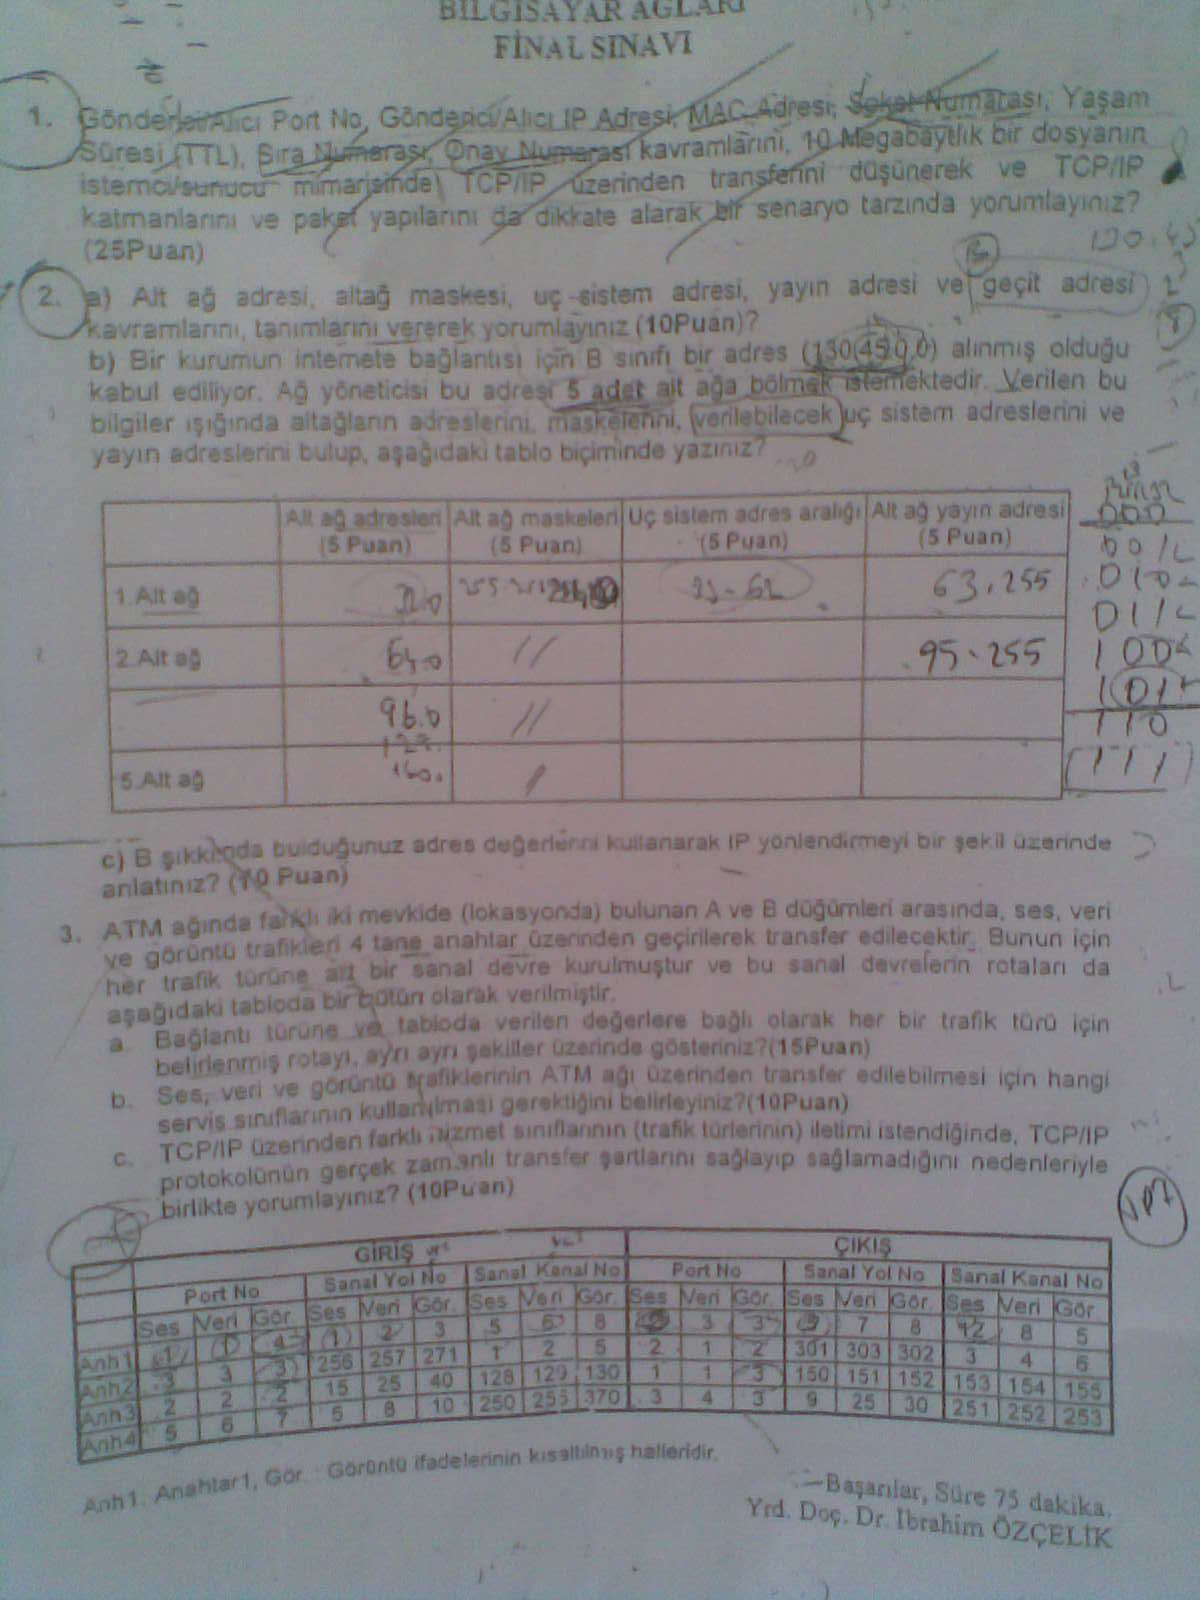 BİLGİSAYAR AĞLARI
FİNAL SINAVI
1. Gönderici/Alıcı Port No, Gönderici/Alıcı IP Adresi, MAC Adresi, Soket Numarası, Yaşam
Süresi (TTL), Sıra Numarası, Onay Numarası kavramlarını, 10 Megabaytlık bir dosyanın
istemci/sunucu mimarisinde TCP/IP üzerinden transferini düşünerek ve TCP/IP
katmanlarını ve paket yapılarını da dikkate alarak bir senaryo tarzında yorumlayınız?
(25Puan)
130.45
2. a) Alt ağ adresi, altağ maskesi, uç-sistem adresi, yayın adresi ve geçit adresi
kavramlarını, tanımlarını vererek yorumlayınız (10Puan)?
b) Bir kurumun internete bağlantısı için B sınıfı bir adres (130.45.0.0) alınmış olduğu
kabul ediliyor. Ağ yöneticisi bu adresi 5 adet alt ağa bölmek istemektedir. Verilen bu
bilgiler ışığında altağların adreslerini, maskelerini, verilebilecek uç sistem adreslerini ve
yayın adreslerini bulup, aşağıdaki tablo biçiminde yazınız?
Alt ağ adresleri Alt ağ maskeleri Uç sistem adres aralığı Alt ağ yayın adresi
(5 Puan) (5 Puan) (5 Puan) (5 Puan)
000
001
1.Alt ağ 32.0 63.255 010
011
2.Alt ağ 64.0 // 95.255 100
101
96.0 // 110
5.Alt ağ 160. / 111
c) B şıkkında bulduğunuz adres değerlerini kullanarak IP yönlendirmeyi bir şekil üzerinde
anlatınız? (10 Puan)
3. ATM ağında farklı iki mevkide (lokasyonda) bulunan A ve B düğümleri arasında, ses, veri
ve görüntü trafikleri 4 tane anahtar üzerinden geçirilerek transfer edilecektir. Bunun için
her trafik türüne ait bir sanal devre kurulmuştur ve bu sanal devrelerin rotaları da
aşağıdaki tabloda bir bütün olarak verilmiştir.
a. Bağlantı türüne ve tabloda verilen değerlere bağlı olarak her bir trafik türü için
belirlenmiş rotayı, ayrı ayrı şekiller üzerinde gösteriniz?(15Puan)
b. Ses, veri ve görüntü trafiklerinin ATM ağı üzerinden transfer edilebilmesi için hangi
servis sınıflarının kullanılması gerektiğini belirleyiniz?(10Puan)
c. TCP/IP üzerinden farklı hizmet sınıflarının (trafik türlerinin) iletimi istendiğinde, TCP/IP
protokolünün gerçek zamanlı transfer şartlarını sağlayıp sağlamadığını nedenleriyle
birlikte yorumlayınız? (10Puan)
GİRİŞ ÇIKIŞ
Port No Sanal Yol No Sanal Kanal No Port No Sanal Yol No Sanal Kanal No
Ses Veri Gör. Ses Veri Gör. Ses Veri Gör. Ses Veri Gör. Ses Veri Gör. Ses Veri Gör.
Anh1 1 1 4 1 2 3 5 6 8 3 3 7 8 12 8 5
Anh2 3 3 3 256 257 271 1 2 5 2 1 2 301 303 302 3 4 6
Anh3 2 2 2 15 25 40 128 129 130 1 1 3 150 151 152 153 154 155
Anh4 5 6 7 5 8 10 250 255 370 3 4 3 9 25 30 251 252 253
Anh1: Anahtar1, Gör. : Görüntü ifadelerinin kısaltılmış halleridir.
Başarılar, Süre 75 dakika.
Yrd. Doç. Dr. İbrahim ÖZÇELİK